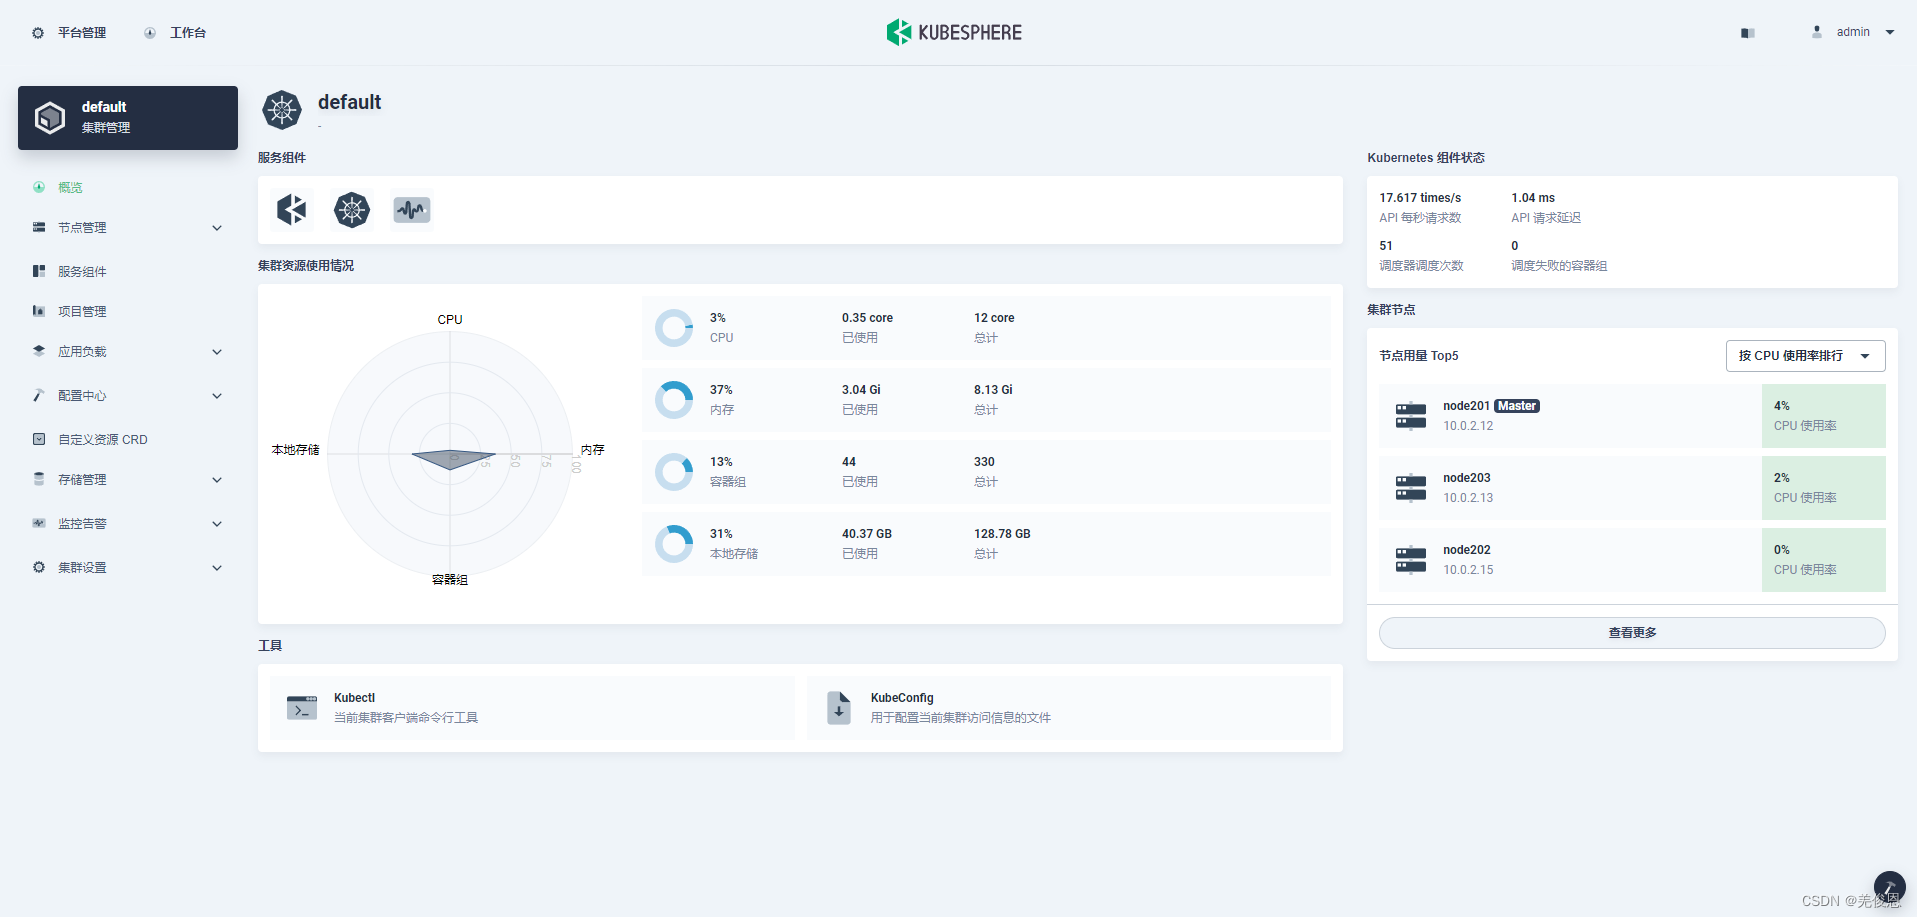 平台管理
工作台
KUBESPHERE
admin
default
集群管理
概览
节点管理
服务组件
项目管理
应用负载
配置中心
自定义资源 CRD
存储管理
监控告警
集群设置
default
-
服务组件
集群资源使用情况
CPU
内存
容器组
本地存储
0
25
50
75
100
3%
CPU
0.35 core
已使用
12 core
总计
37%
内存
3.04 Gi
已使用
8.13 Gi
总计
13%
容器组
44
已使用
330
总计
31%
本地存储
40.37 GB
已使用
128.78 GB
总计
工具
Kubectl
当前集群客户端命令行工具
KubeConfig
用于配置当前集群访问信息的文件
Kubernetes 组件状态
17.617 times/s
API 每秒请求数
1.04 ms
API 请求延迟
51
调度器调度次数
0
调度失败的容器组
集群节点
节点用量 Top5
按 CPU 使用率排行
node201 Master
10.0.2.12
4%
CPU 使用率
node203
10.0.2.13
2%
CPU 使用率
node202
10.0.2.15
0%
CPU 使用率
查看更多
CSDN @羌俊恩